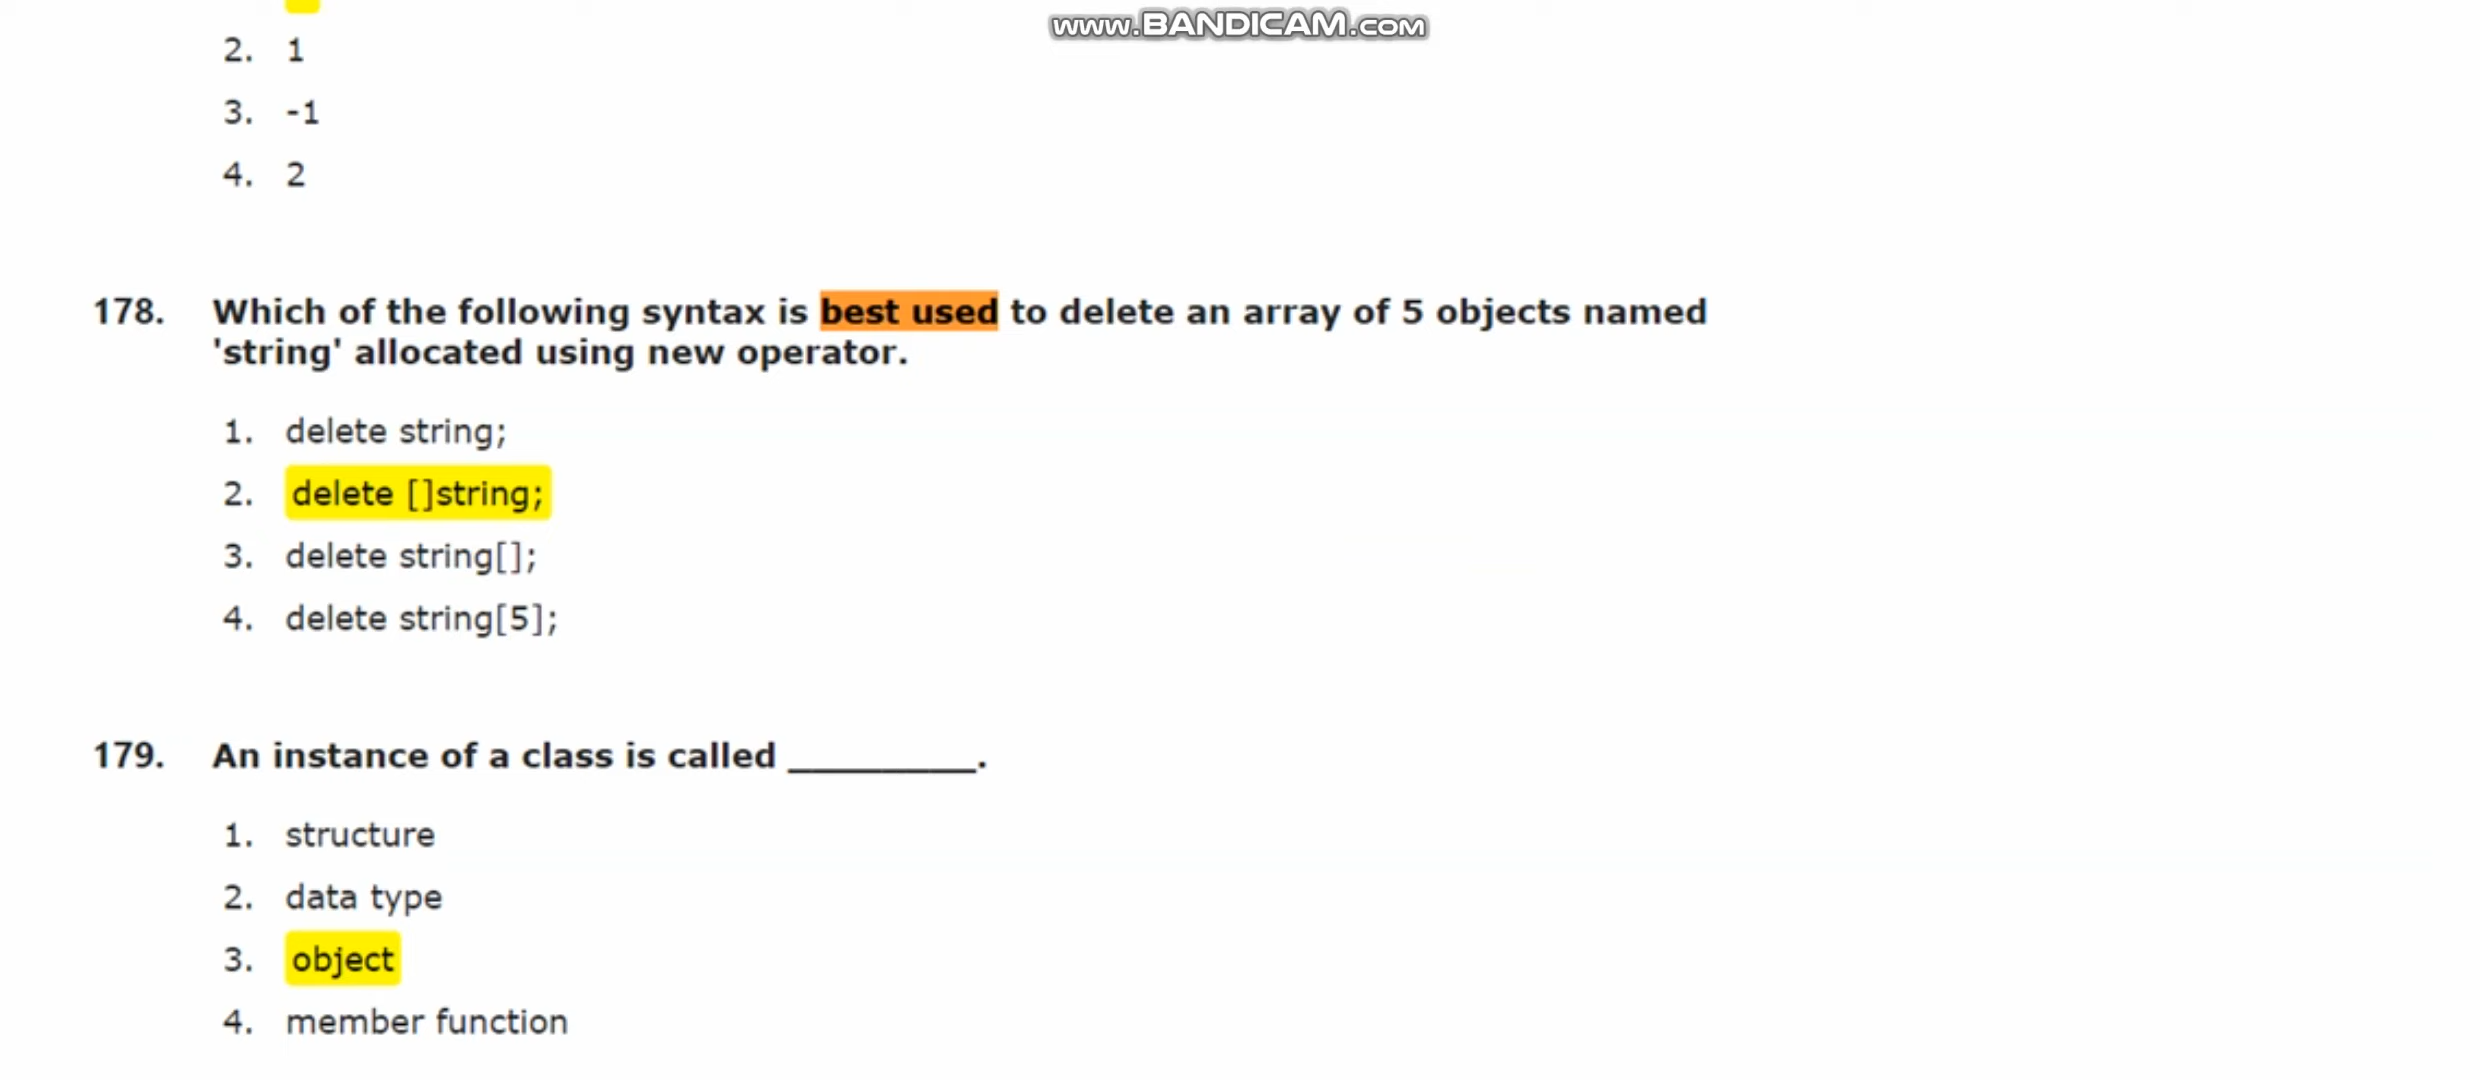 www.BANDICAM.com
2. 1
3. -1
4. 2
178. Which of the following syntax is best used to delete an array of 5 objects named
'string' allocated using new operator.
1. delete string;
2. delete []string;
3. delete string[];
4. delete string[5];
179. An instance of a class is called _________.
1. structure
2. data type
3. object
4. member function